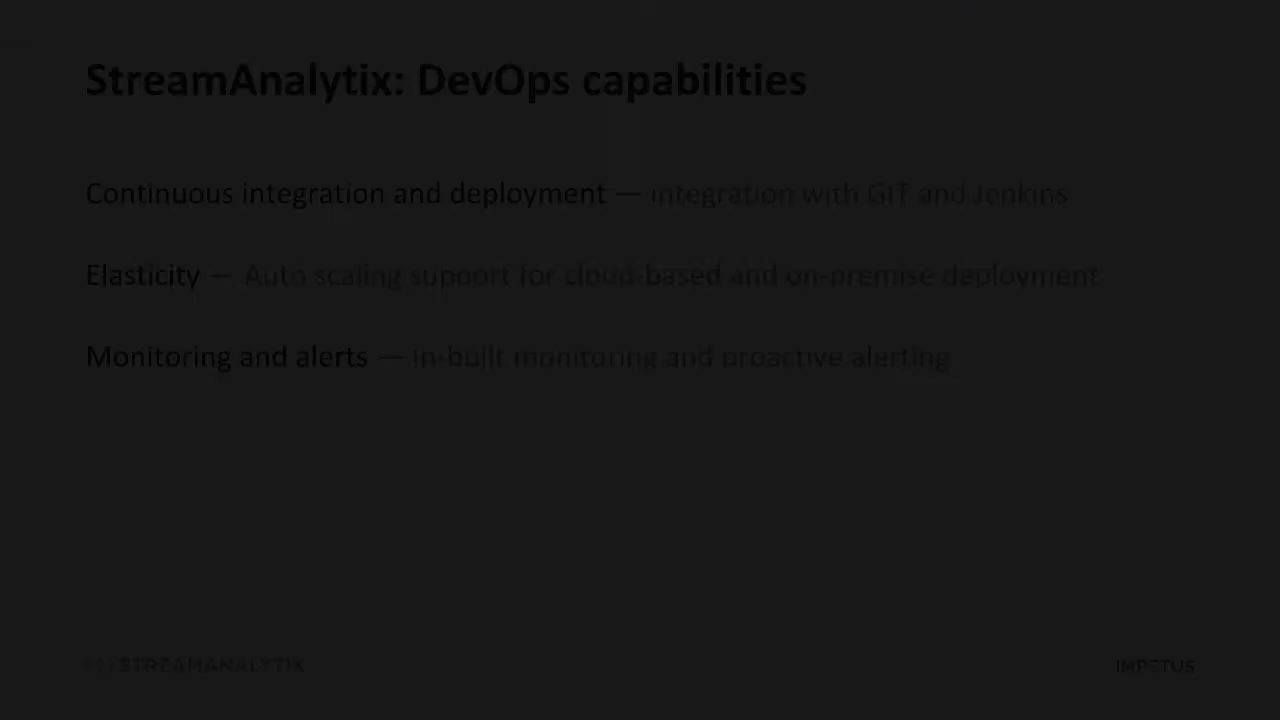 StreamAnalytix: DevOps capabilities
Continuous integration and deployment — integration with GIT and Jenkins
Elasticity — Auto scaling support for cloud-based and on-premise deployment
Monitoring and alerts — in-built monitoring and proactive alerting
STREAMANALYTIX
IMPETUS